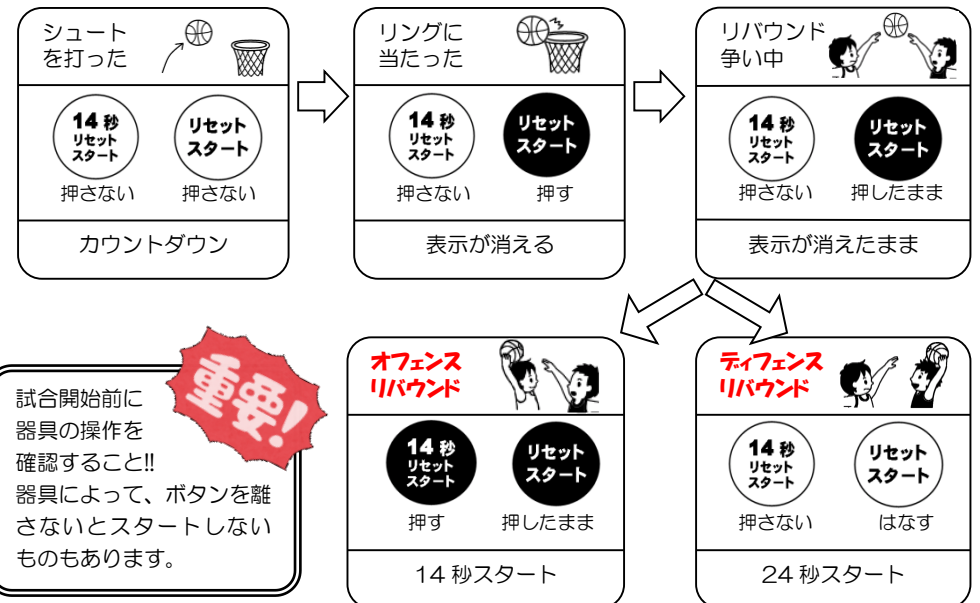 シュート
を打った
14秒
リセット
スタート
リセット
スタート
押さない
押さない
カウントダウン
リングに
当たった
14秒
リセット
スタート
リセット
スタート
押さない
押す
表示が消える
リバウンド
争い中
14秒
リセット
スタート
リセット
スタート
押さない
押したまま
表示が消えたまま
重要!
試合開始前に
器具の操作を
確認すること!!
器具によって、ボタンを離
さないとスタートしない
ものもあります。
オフェンス
リバウンド
14秒
リセット
スタート
リセット
スタート
押す
押したまま
14秒スタート
ディフェンス
リバウンド
14秒
リセット
スタート
リセット
スタート
押さない
はなす
24秒スタート